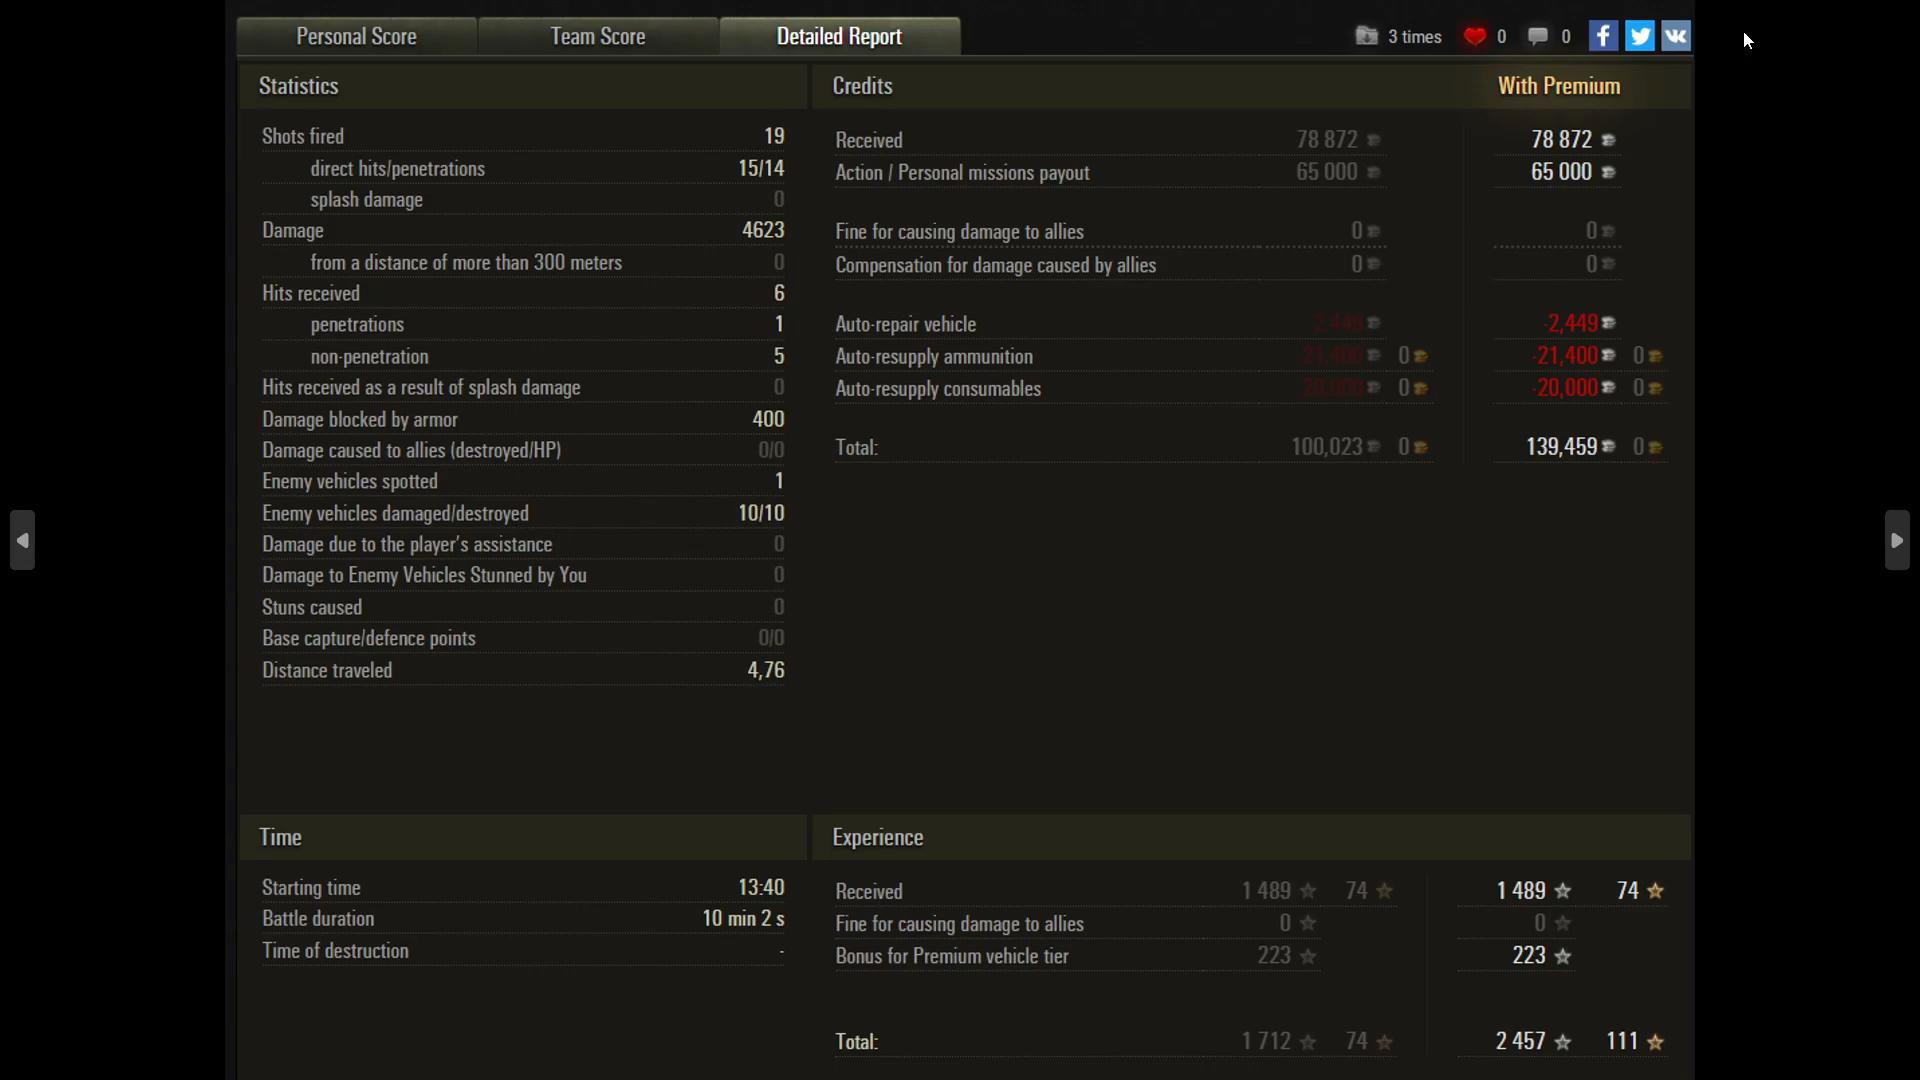 Personal Score Team Score Detailed Report 3 times 0 0
Statistics
Shots fired 19
direct hits/penetrations 15/14
splash damage 0
Damage 4623
from a distance of more than 300 meters 0
Hits received 6
penetrations 1
non-penetration 5
Hits received as a result of splash damage 0
Damage blocked by armor 400
Damage caused to allies (destroyed/HP) 0/0
Enemy vehicles spotted 1
Enemy vehicles damaged/destroyed 10/10
Damage due to the player's assistance 0
Damage to Enemy Vehicles Stunned by You 0
Stuns caused 0
Base capture/defence points 0/0
Distance traveled 4,76
Credits With Premium
Received 78 872 78 872
Action / Personal missions payout 65 000 65 000
Fine for causing damage to allies 0 0
Compensation for damage caused by allies 0 0
Auto-repair vehicle -2,449 -2,449
Auto-resupply ammunition -21,400 0 -21,400 0
Auto-resupply consumables -20,000 0 -20,000 0
Total: 100,023 0 139,459 0
Time
Starting time 13:40
Battle duration 10 min 2 s
Time of destruction -
Experience
Received 1 489 74 1 489 74
Fine for causing damage to allies 0 0
Bonus for Premium vehicle tier 223 223
Total: 1 712 74 2 457 111